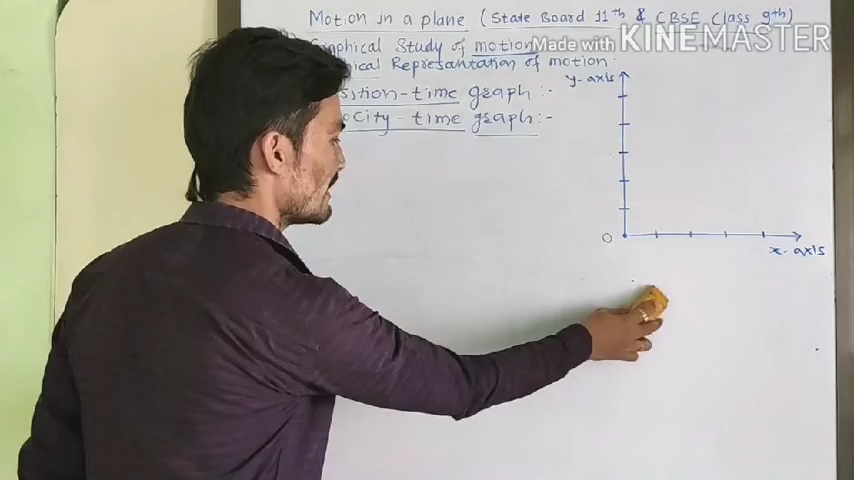 Motion in a plane (State Board 11th & CBSE Class 9th)
Graphical Study of motion
Made with KINEMASTER
Representation of motion:
time graph :-
time graph :-
y-axis
O
x-axis